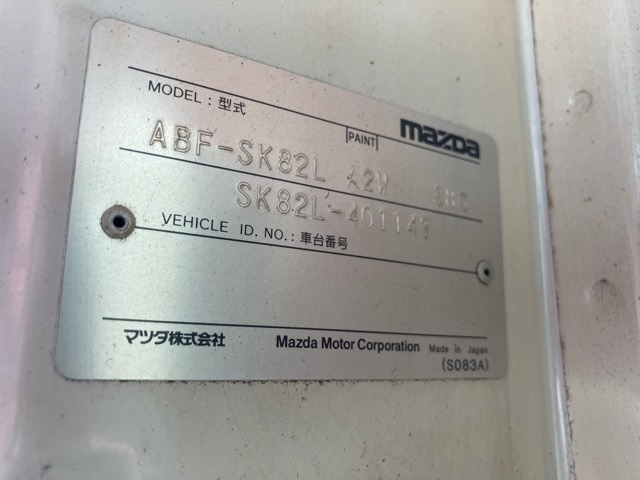 MODEL : 型式
PAINT
mazda
ABF-SK82L A2M
SK82L-401143
VEHICLE ID. NO. : 車台番号
マツダ株式会社 Mazda Motor Corporation Made in Japan
(S083A)